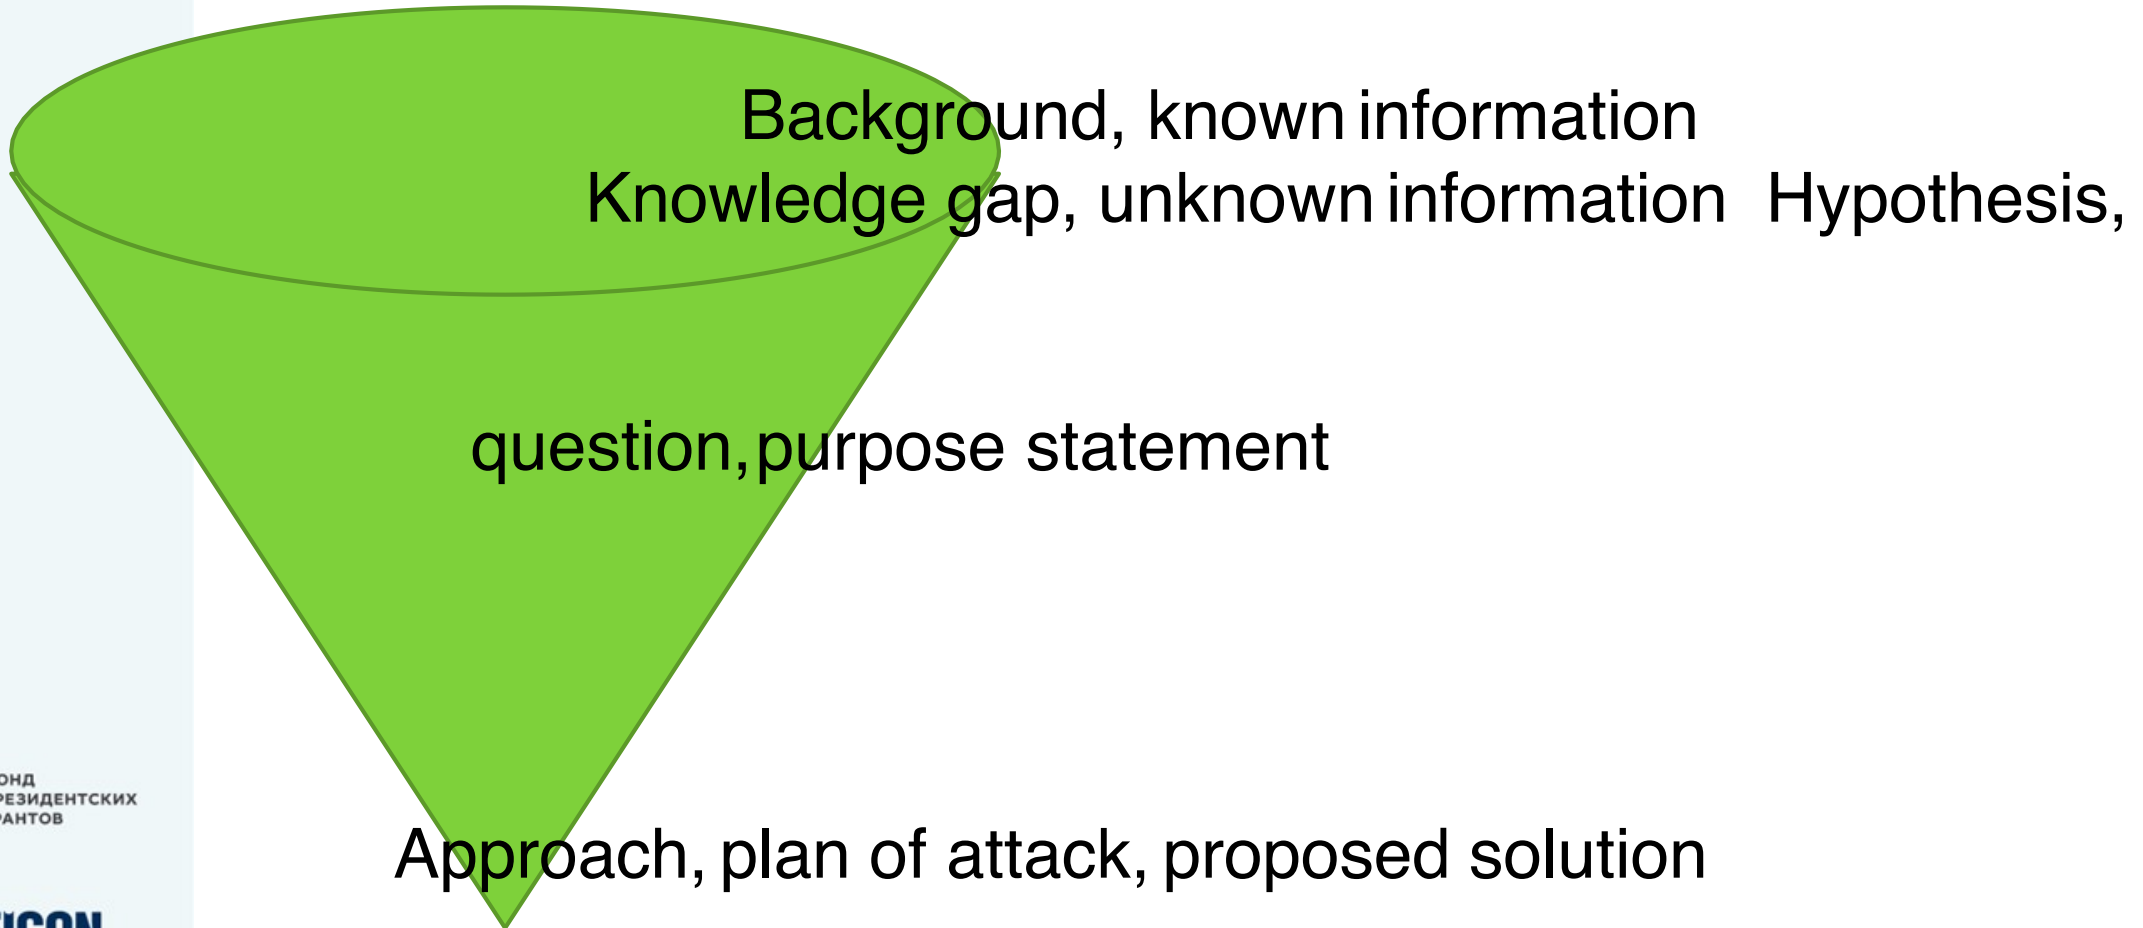 Background, known information
Knowledge gap, unknown information Hypothesis,
question, purpose statement
ОНД
РЕЗИДЕНТСКИХ
РАНТОВ
Approach, plan of attack, proposed solution